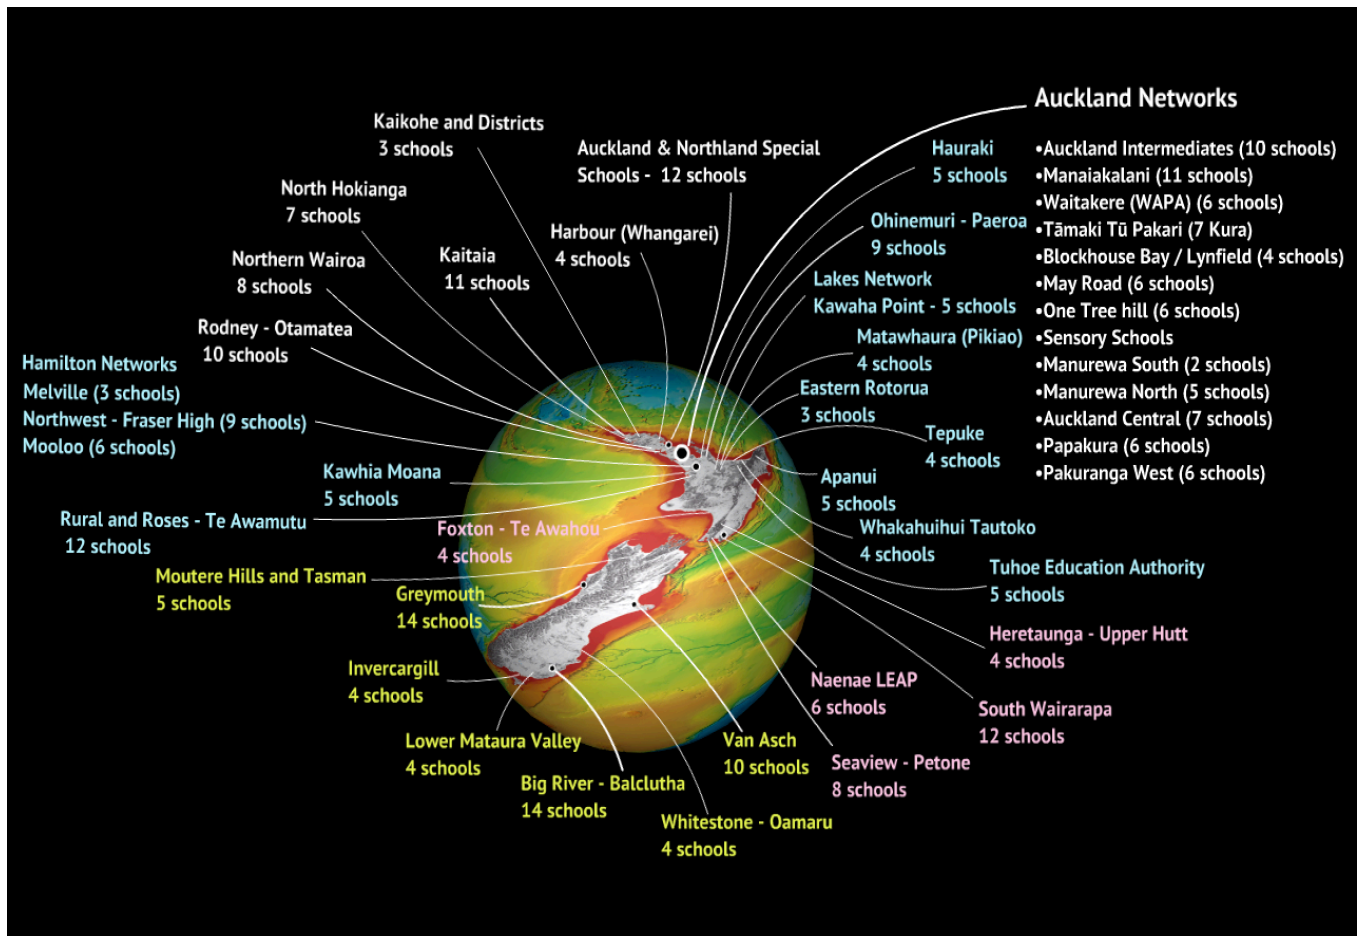 Auckland Networks
•Auckland Intermediates (10 schools)
•Manaiakalani (11 schools)
•Waitakere (WAPA) (6 schools)
•Tāmaki Tū Pakari (7 Kura)
•Blockhouse Bay / Lynfield (4 schools)
•May Road (6 schools)
•One Tree hill (6 schools)
•Sensory Schools
•Manurewa South (2 schools)
•Manurewa North (5 schools)
•Auckland Central (7 schools)
•Papakura (6 schools)
•Pakuranga West (6 schools)
Kaikohe and Districts
3 schools
Auckland & Northland Special
Schools - 12 schools
Hauraki
5 schools
North Hokianga
7 schools
Harbour (Whangarei)
4 schools
Ohinemuri - Paeroa
9 schools
Northern Wairoa
8 schools
Kaitaia
11 schools
Lakes Network
Kawaha Point - 5 schools
Rodney - Otamatea
10 schools
Matawhaura (Pikiao)
4 schools
Hamilton Networks
Melville (3 schools)
Northwest - Fraser High (9 schools)
Mooloo (6 schools)
Eastern Rotorua
3 schools
Tepuke
4 schools
Kawhia Moana
5 schools
Apanui
5 schools
Rural and Roses - Te Awamutu
12 schools
Foxton - Te Awahou
4 schools
Whakahuihui Tautoko
4 schools
Moutere Hills and Tasman
5 schools
Tuhoe Education Authority
5 schools
Greymouth
14 schools
Heretaunga - Upper Hutt
4 schools
Invercargill
4 schools
Naenae LEAP
6 schools
South Wairarapa
12 schools
Lower Mataura Valley
4 schools
Van Asch
10 schools
Seaview - Petone
8 schools
Big River - Balclutha
14 schools
Whitestone - Oamaru
4 schools